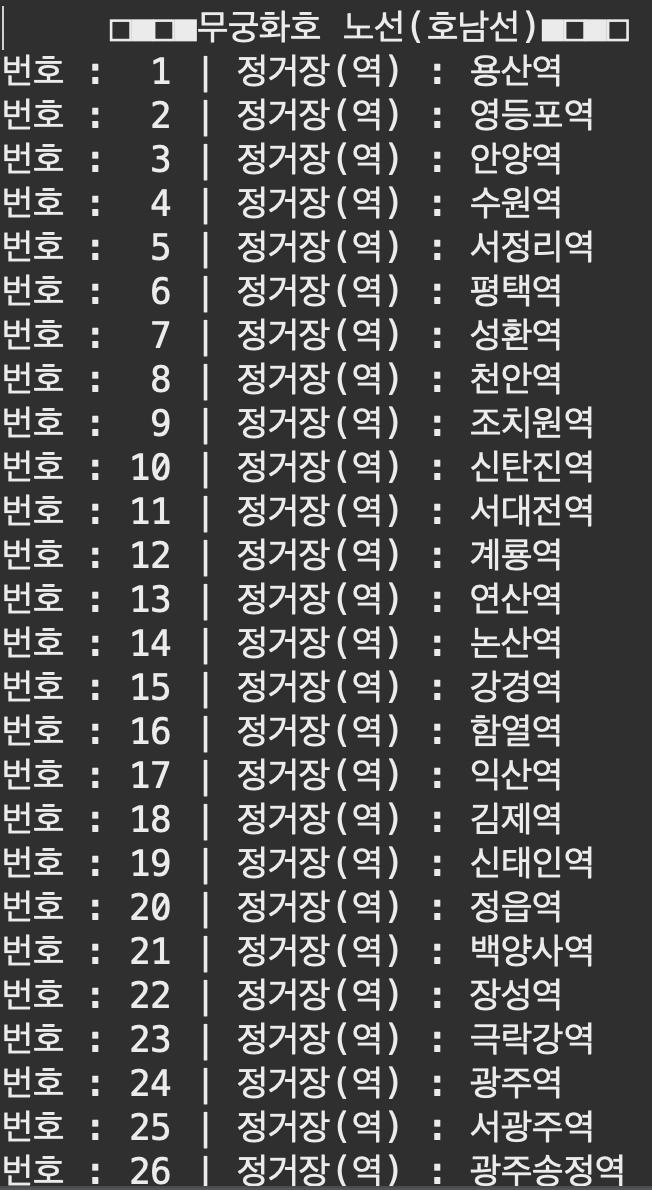 □■□■무궁화호 노선(호남선)■□■□
번호 :  1 | 정거장(역) : 용산역
번호 :  2 | 정거장(역) : 영등포역
번호 :  3 | 정거장(역) : 안양역
번호 :  4 | 정거장(역) : 수원역
번호 :  5 | 정거장(역) : 서정리역
번호 :  6 | 정거장(역) : 평택역
번호 :  7 | 정거장(역) : 성환역
번호 :  8 | 정거장(역) : 천안역
번호 :  9 | 정거장(역) : 조치원역
번호 : 10 | 정거장(역) : 신탄진역
번호 : 11 | 정거장(역) : 서대전역
번호 : 12 | 정거장(역) : 계룡역
번호 : 13 | 정거장(역) : 연산역
번호 : 14 | 정거장(역) : 논산역
번호 : 15 | 정거장(역) : 강경역
번호 : 16 | 정거장(역) : 함열역
번호 : 17 | 정거장(역) : 익산역
번호 : 18 | 정거장(역) : 김제역
번호 : 19 | 정거장(역) : 신태인역
번호 : 20 | 정거장(역) : 정읍역
번호 : 21 | 정거장(역) : 백양사역
번호 : 22 | 정거장(역) : 장성역
번호 : 23 | 정거장(역) : 극락강역
번호 : 24 | 정거장(역) : 광주역
번호 : 25 | 정거장(역) : 서광주역
번호 : 26 | 정거장(역) : 광주송정역